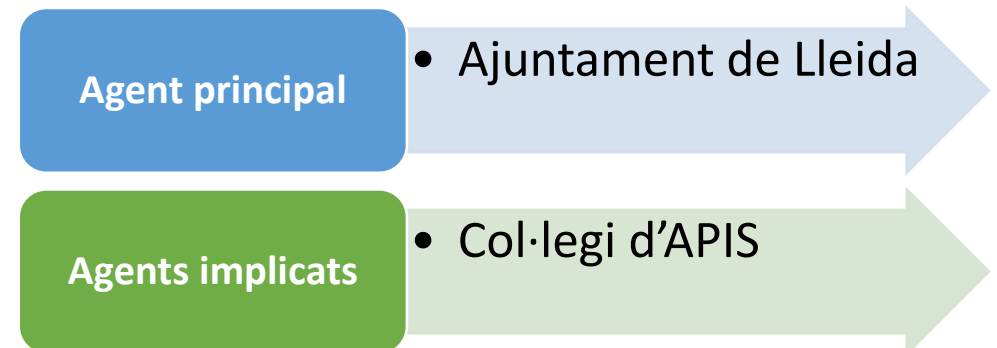 Agent principal
• Ajuntament de Lleida
Agents implicats
• Col·legi d’APIS